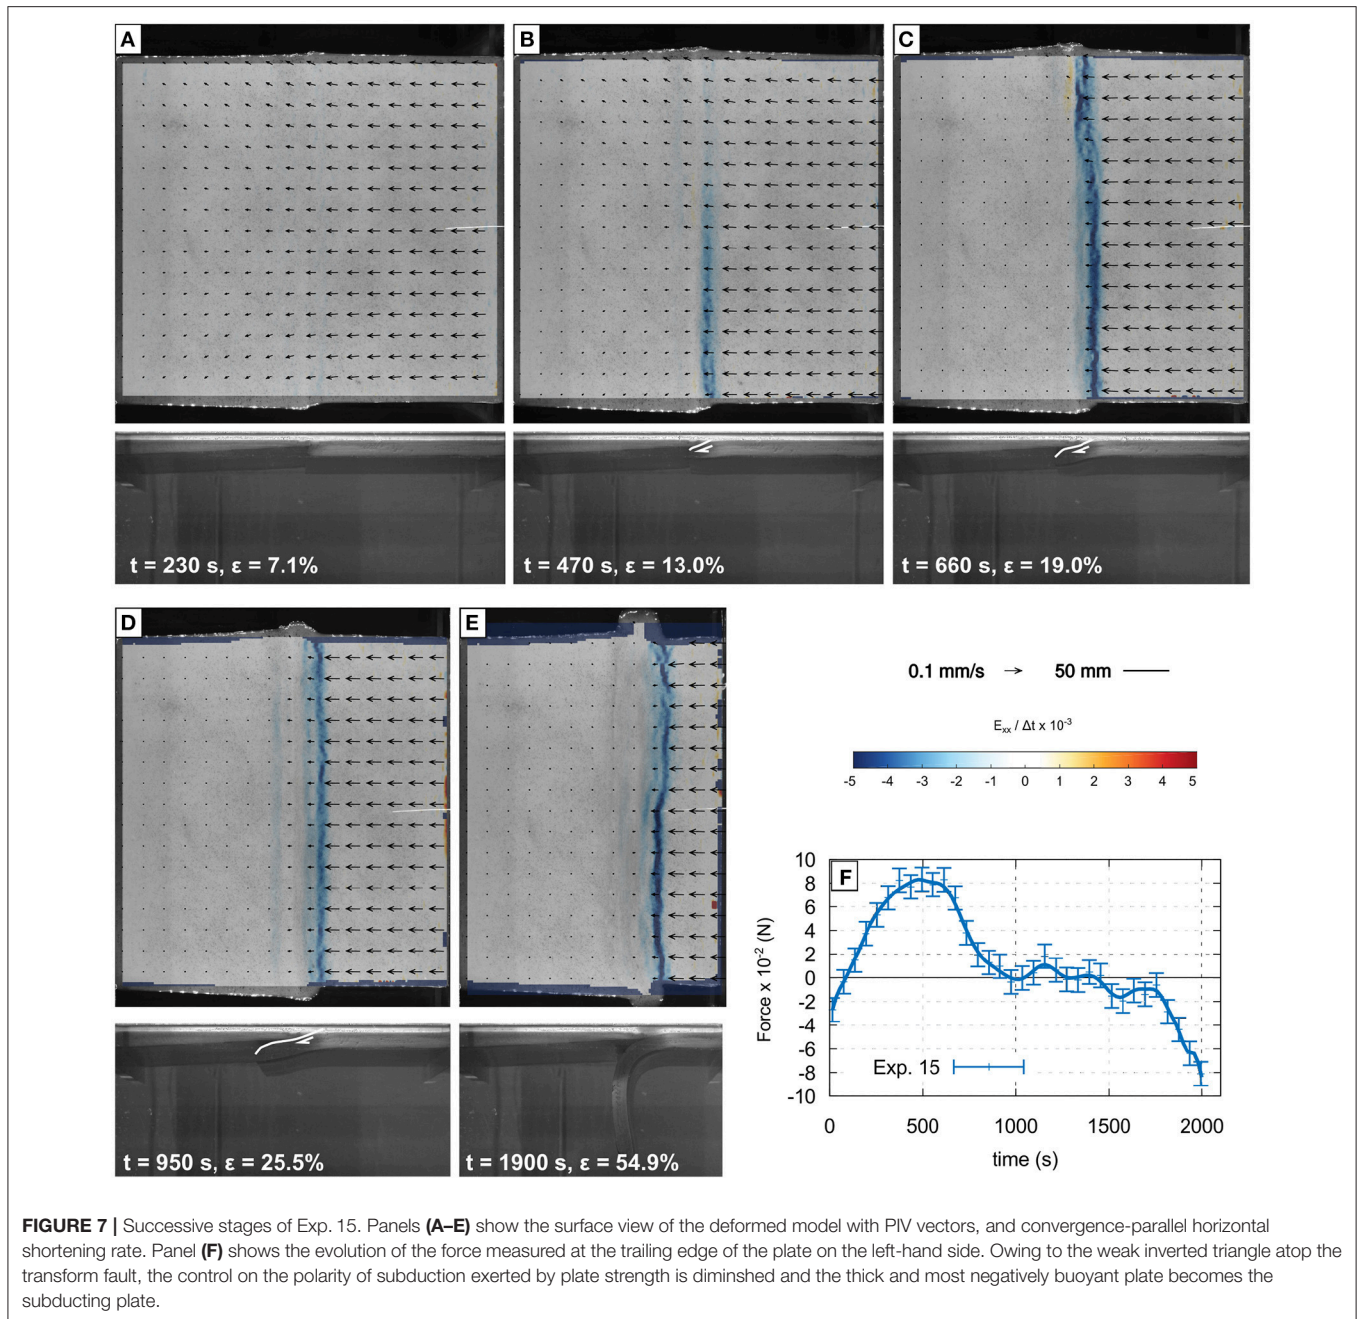 A
B
C
t = 230 s, ε = 7.1%
t = 470 s, ε = 13.0%
t = 660 s, ε = 19.0%
D
E
0.1 mm/s
50 mm
Exx / Δt x 10-3
-5 -4 -3 -2 -1 0 1 2 3 4 5
t = 950 s, ε = 25.5%
t = 1900 s, ε = 54.9%
F
Force x 10-2 (N)
10
8
6
4
2
0
-2
-4
-6
-8
-10
Exp. 15
0 500 1000 1500 2000
time (s)
FIGURE 7 | Successive stages of Exp. 15. Panels (A–E) show the surface view of the deformed model with PIV vectors, and convergence-parallel horizontal
shortening rate. Panel (F) shows the evolution of the force measured at the trailing edge of the plate on the left-hand side. Owing to the weak inverted triangle atop the
transform fault, the control on the polarity of subduction exerted by plate strength is diminshed and the thick and most negatively buoyant plate becomes the
subducting plate.